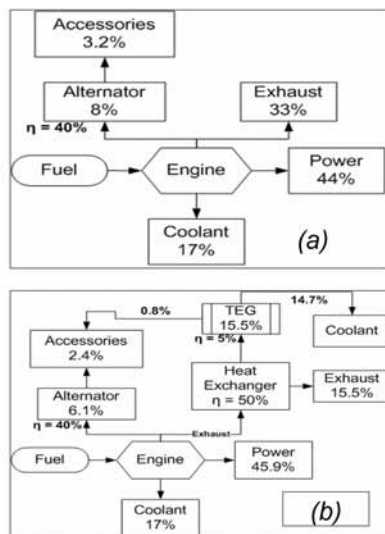 Accessories
3.2%
Alternator
8%
Exhaust
33%
η = 40%
Fuel
Engine
Power
44%
Coolant
17%
(a)
0.8%
TEG
15.5%
14.7%
η = 5%
Coolant
Accessories
2.4%
Heat
Exchanger
η = 50%
Exhaust
15.5%
Alternator
6.1%
η = 40%
Exhaust
Fuel
Engine
Power
45.9%
Coolant
17%
(b)